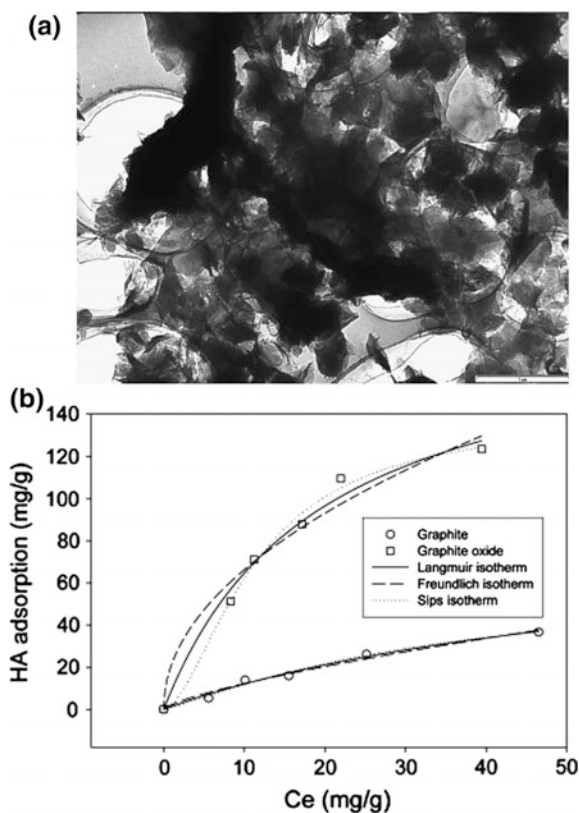 (a)
(b)
HA adsorption (mg/g)
140
120
100
80
60
40
20
0
Graphite
Graphite oxide
Langmuir isotherm
Freundlich isotherm
Sips isotherm
0 10 20 30 40 50
Ce (mg/g)